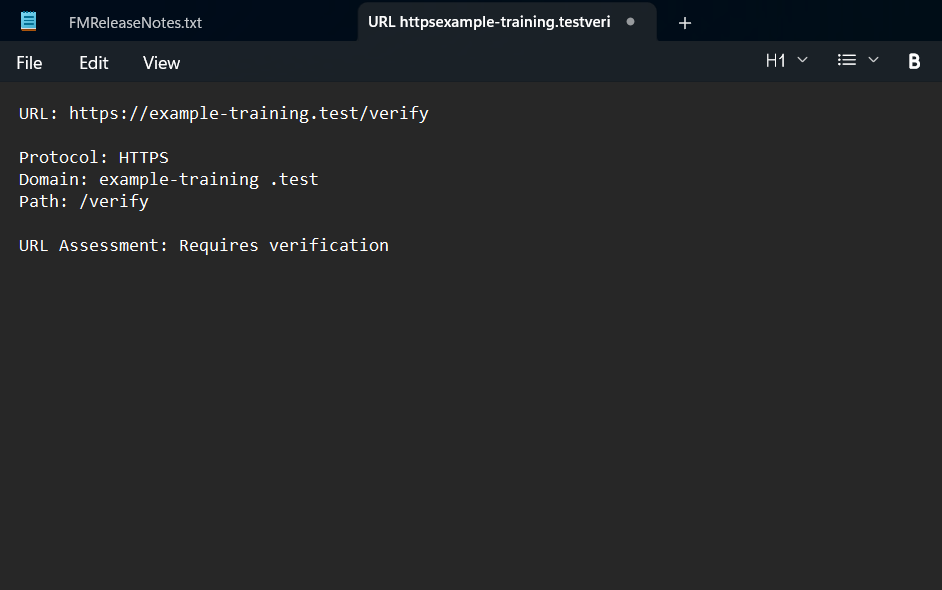 FMReleaseNotes.txt
URL httpsexample-training.testveri
File Edit View H1 B
URL: https://example-training.test/verify
Protocol: HTTPS
Domain: example-training .test
Path: /verify
URL Assessment: Requires verification